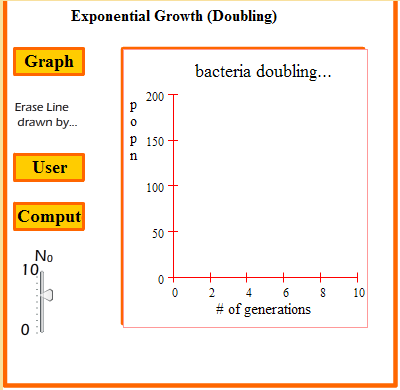 Exponential Growth (Doubling)
Graph
Erase Line
drawn by...
User
Comput
N₀
10
0
bacteria doubling...
popn
200
150
100
50
0
0 2 4 6 8 10
# of generations